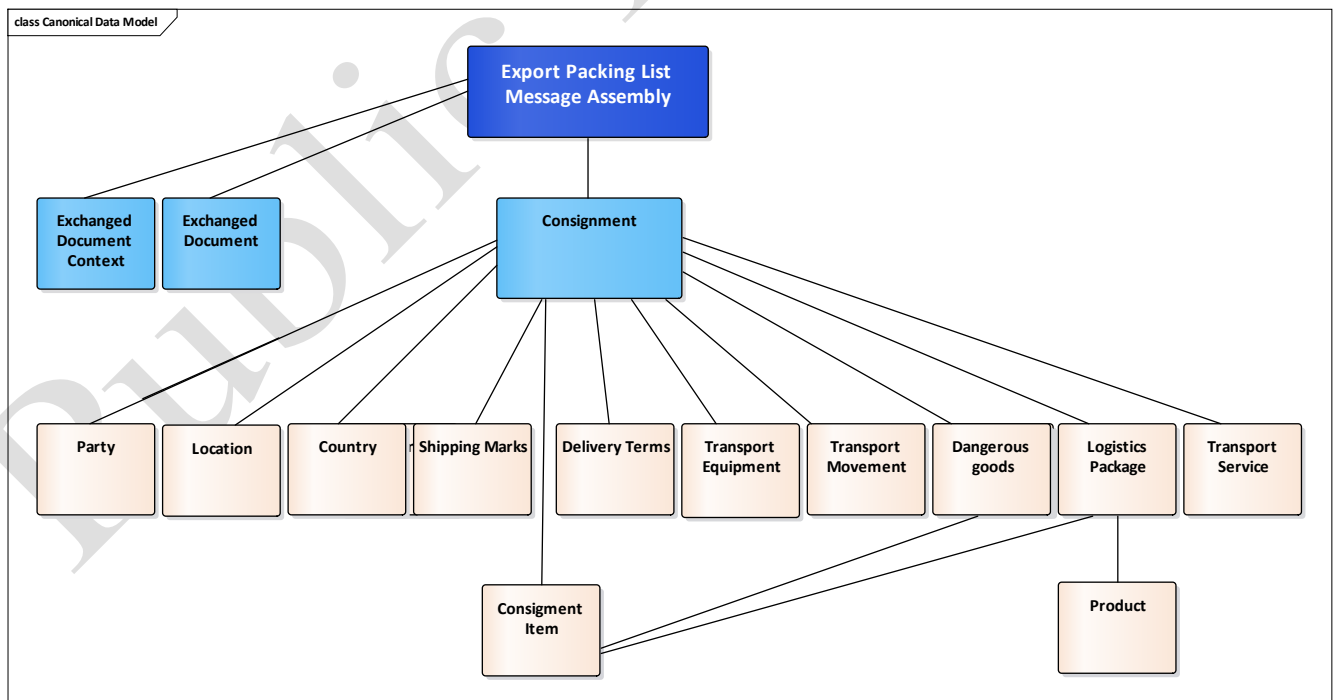 class Canonical Data Model
Export Packing List
Message Assembly
Exchanged
Document
Context
Exchanged
Document
Consignment
Party
Location
Country
Shipping Marks
Delivery Terms
Transport
Equipment
Transport
Movement
Dangerous
goods
Logistics
Package
Transport
Service
Consigment
Item
Product
Public